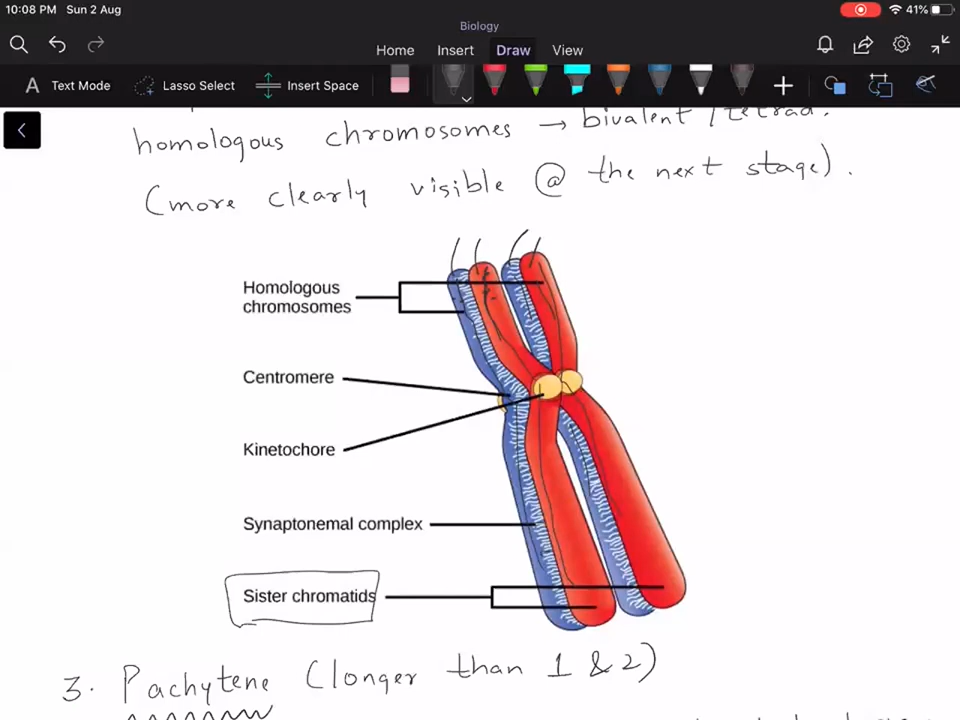 10:08 PM Sun 2 Aug
41%
Biology
Home Insert Draw View
Text Mode Lasso Select Insert Space
homologous chromosomes → bivalent / tetrad.
(more clearly visible @ the next stage).
Homologous
chromosomes
Centromere
Kinetochore
Synaptonemal complex
Sister chromatids
3. Pachytene (longer than 1 & 2)